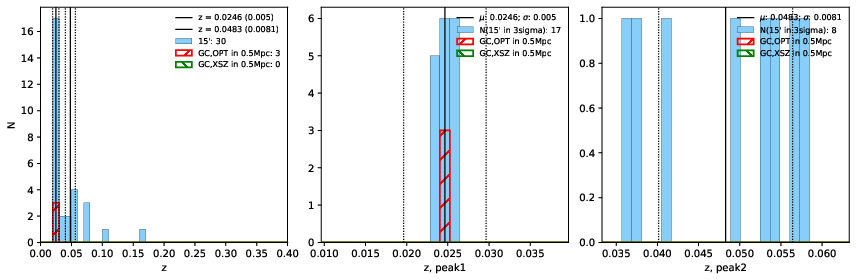 z = 0.0246 (0.005)
z = 0.0483 (0.0081)
15': 30
GC,OPT in 0.5Mpc: 3
GC,XSZ in 0.5Mpc: 0
N
16
14
12
10
8
6
4
2
0
0.00 0.05 0.10 0.15 0.20 0.25 0.30 0.35 0.40
z
μ: 0.0246; σ: 0.005
N(15' in 3sigma): 17
GC,OPT in 0.5Mpc
GC,XSZ in 0.5Mpc
6
5
4
3
2
1
0
0.010 0.015 0.020 0.025 0.030 0.035
z, peak1
μ: 0.0483; σ: 0.0081
N(15' in 3sigma): 8
GC,OPT in 0.5Mpc
GC,XSZ in 0.5Mpc
1.0
0.8
0.6
0.4
0.2
0.0
0.035 0.040 0.045 0.050 0.055 0.060
z, peak2